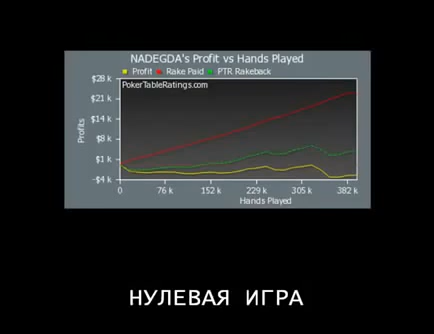 NADEGDA's Profit vs Hands Played
Profit Rake Paid PTR Rakeback
PokerTableRatings.com
Profits
$28 k
$21 k
$14 k
$8 k
$1 k
-$4 k
0 76 k 152 k 229 k 305 k 382 k
Hands Played
НУЛЕВАЯ ИГРА